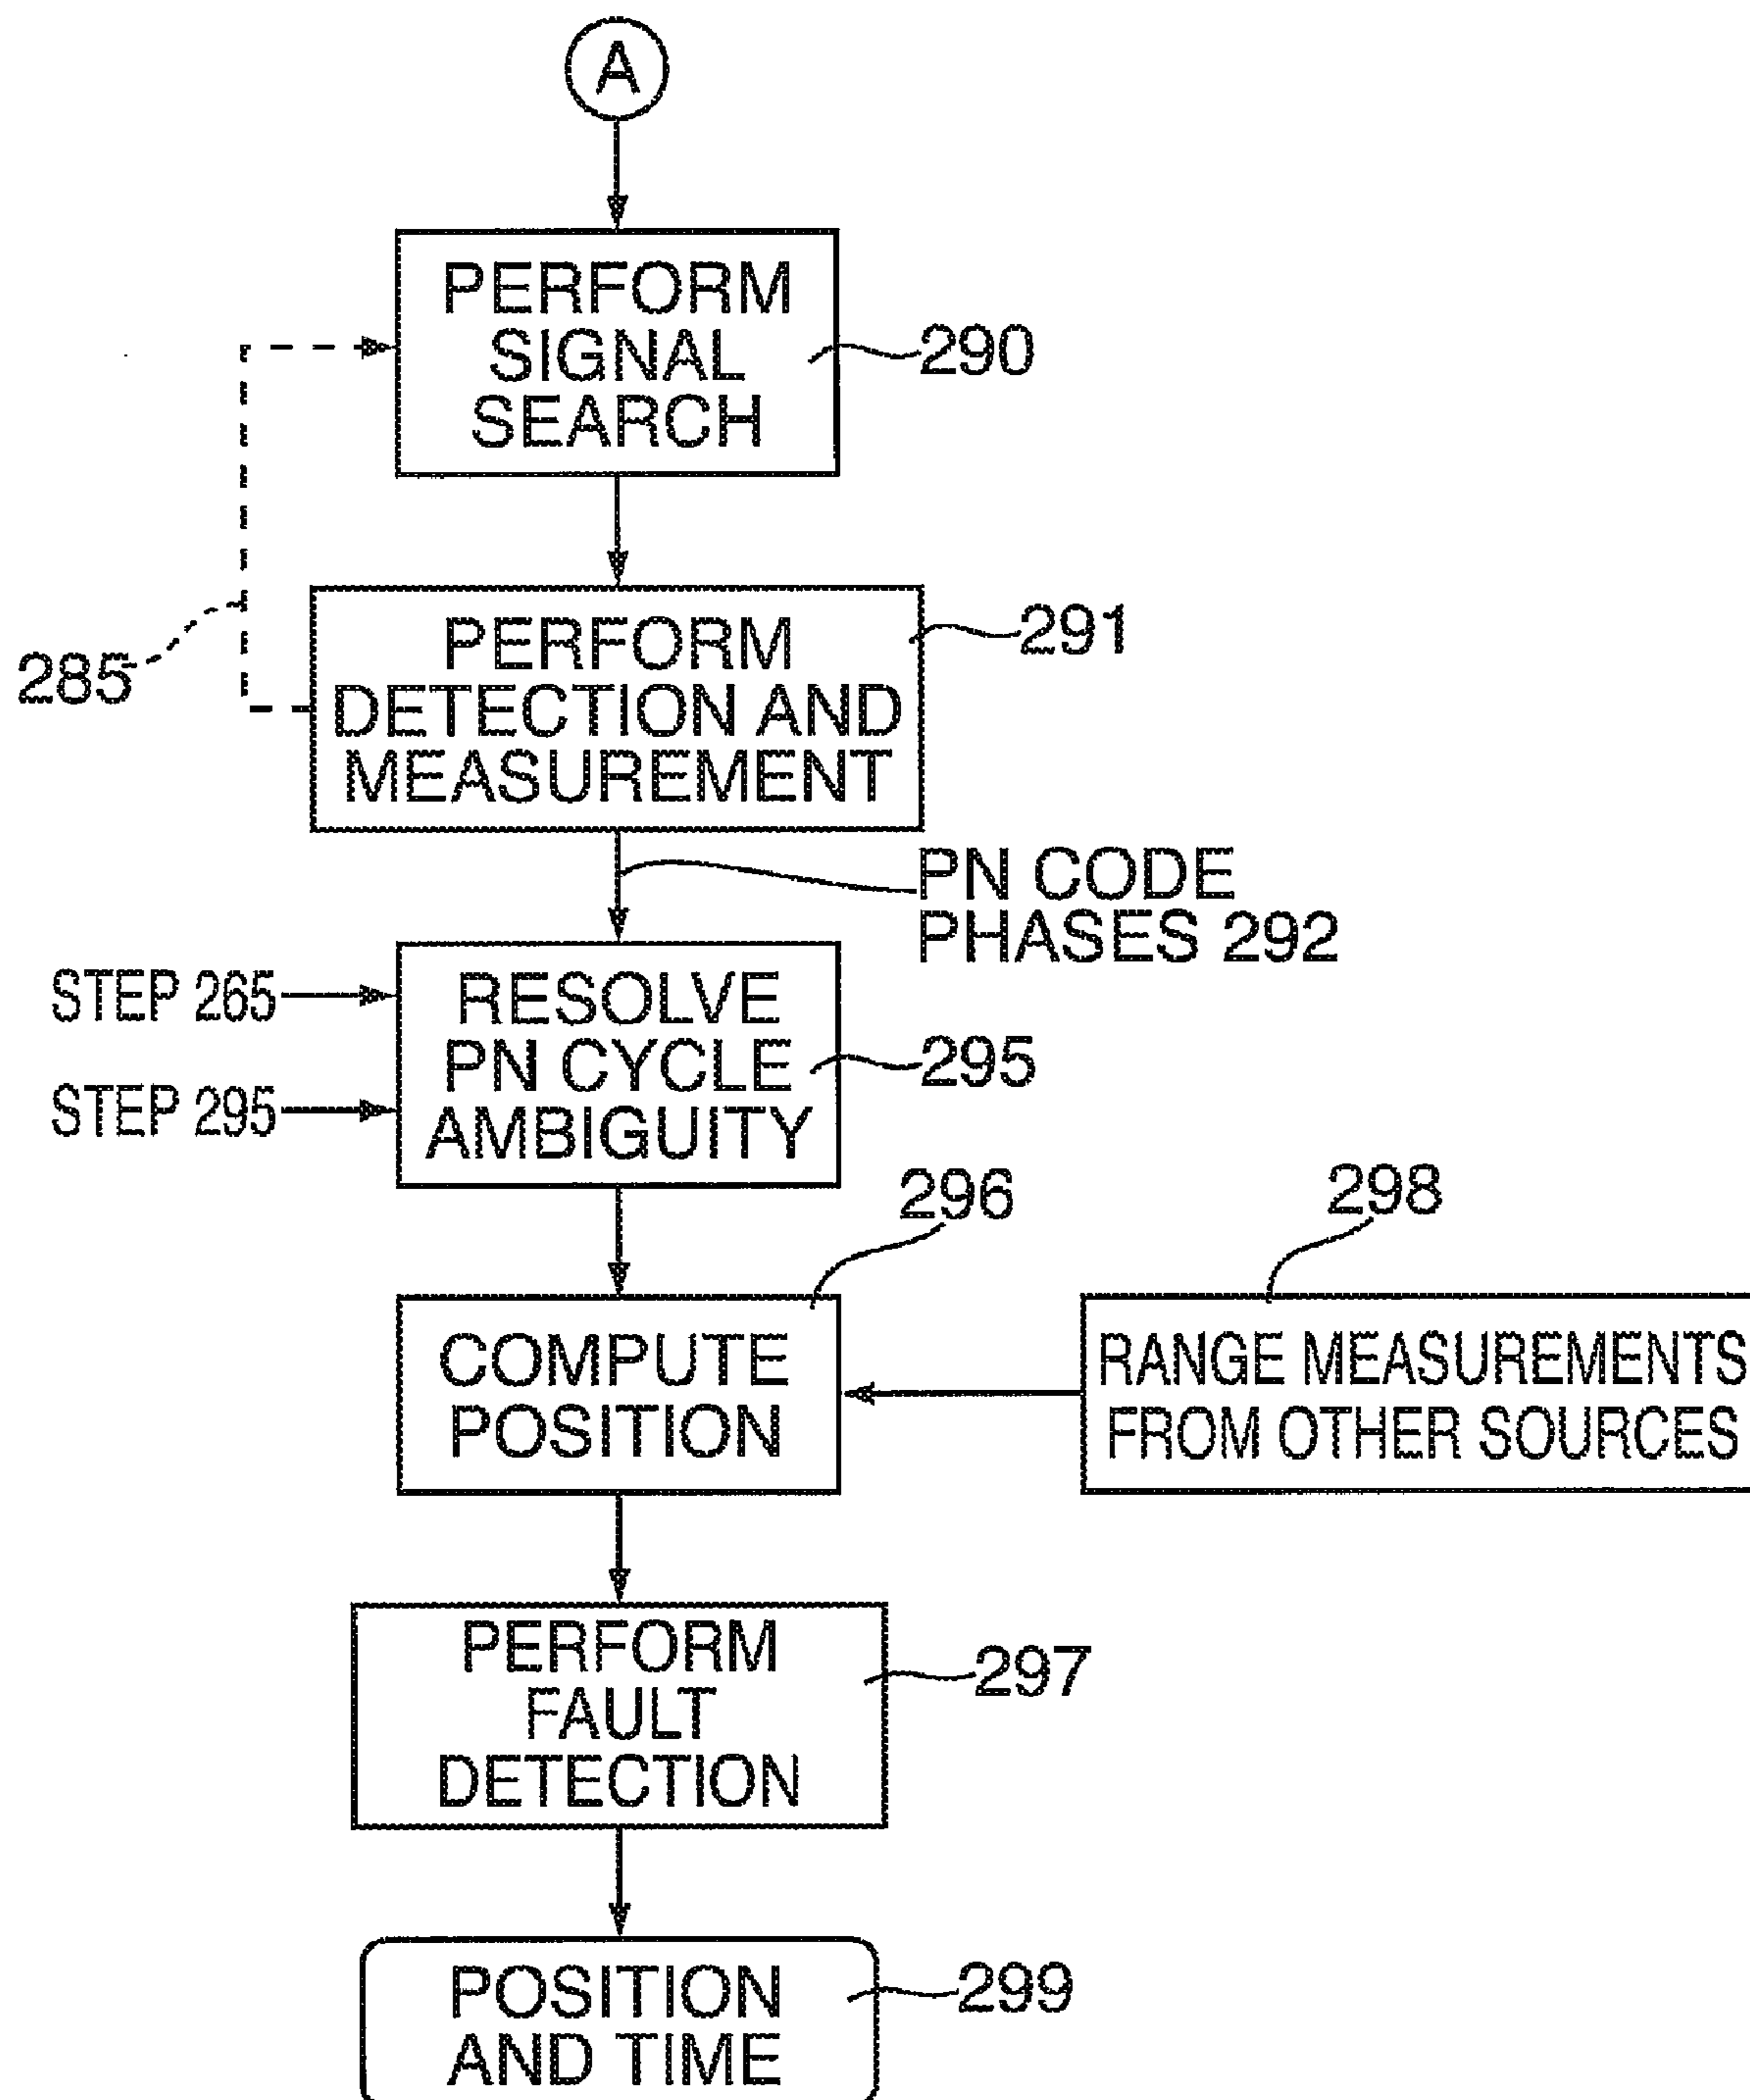 A
PERFORM
SIGNAL
SEARCH
290
285
PERFORM
DETECTION AND
MEASUREMENT
291
PN CODE
PHASES 292
STEP 265
STEP 295
RESOLVE
PN CYCLE
AMBIGUITY
295
296
298
COMPUTE
POSITION
RANGE MEASUREMENTS
FROM OTHER SOURCES
PERFORM
FAULT
DETECTION
297
POSITION
AND TIME
299